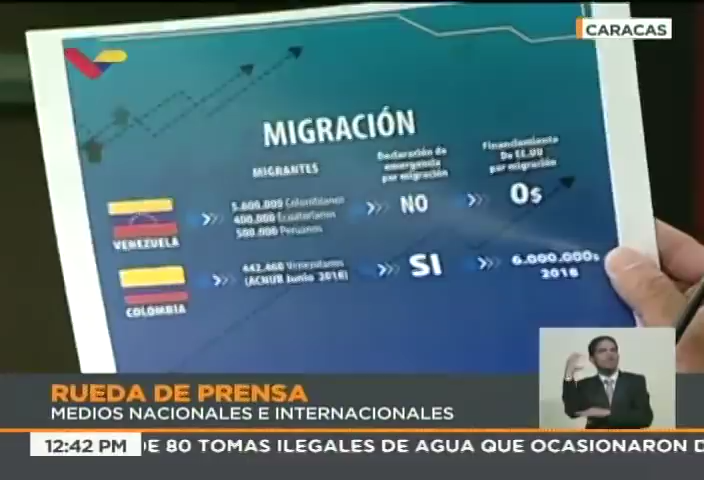 CARACAS
MIGRACIÓN
MIGRANTES
Declaración de
emergencia
por migración
Financiamiento
De EE.UU
por migración
VENEZUELA
5.600.000 Colombianos
400.000 Ecuatorianos
500.000 Peruanos
NO
0$
COLOMBIA
442.460 Venezolanos
(ACNUR Junio 2018)
SI
6.000.000$
2018
RUEDA DE PRENSA
MEDIOS NACIONALES E INTERNACIONALES
12:42 PM
DE 80 TOMAS ILEGALES DE AGUA QUE OCASIONARON D